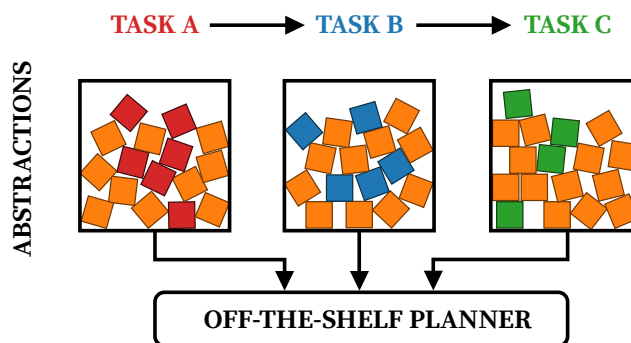 TASK A TASK B TASK C
ABSTRACTIONS
OFF-THE-SHELF PLANNER